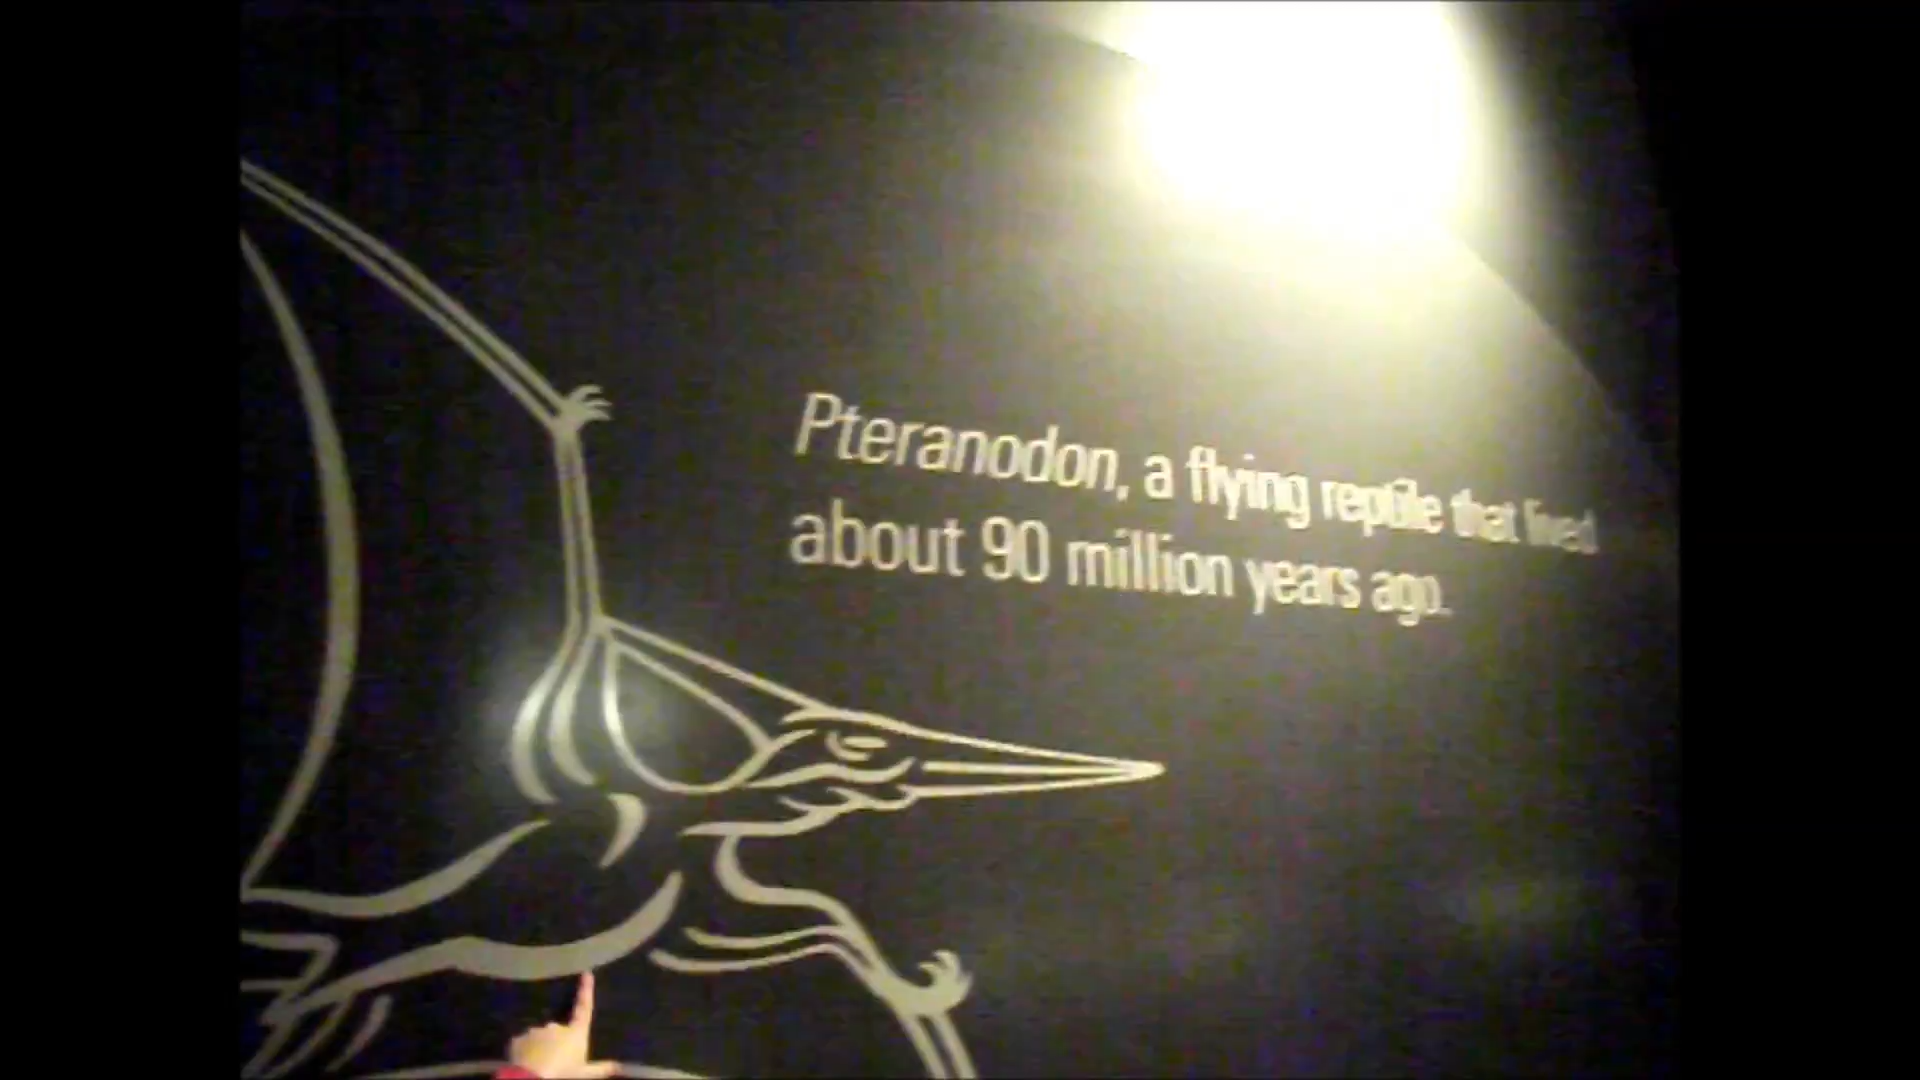 Pteranodon, a flying reptile that lived
about 90 million years ago.